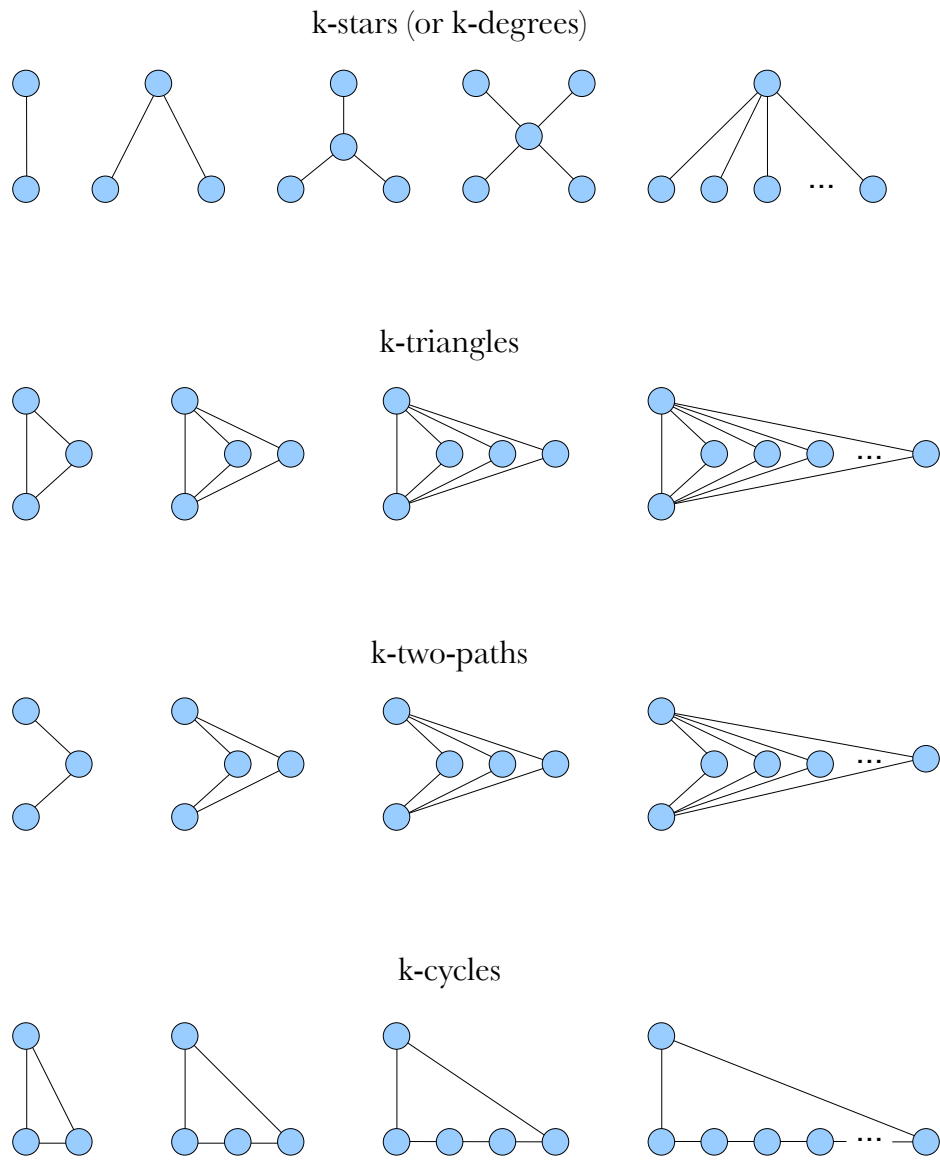 k-stars (or k-degrees)
...
k-triangles
...
k-two-paths
...
k-cycles
...